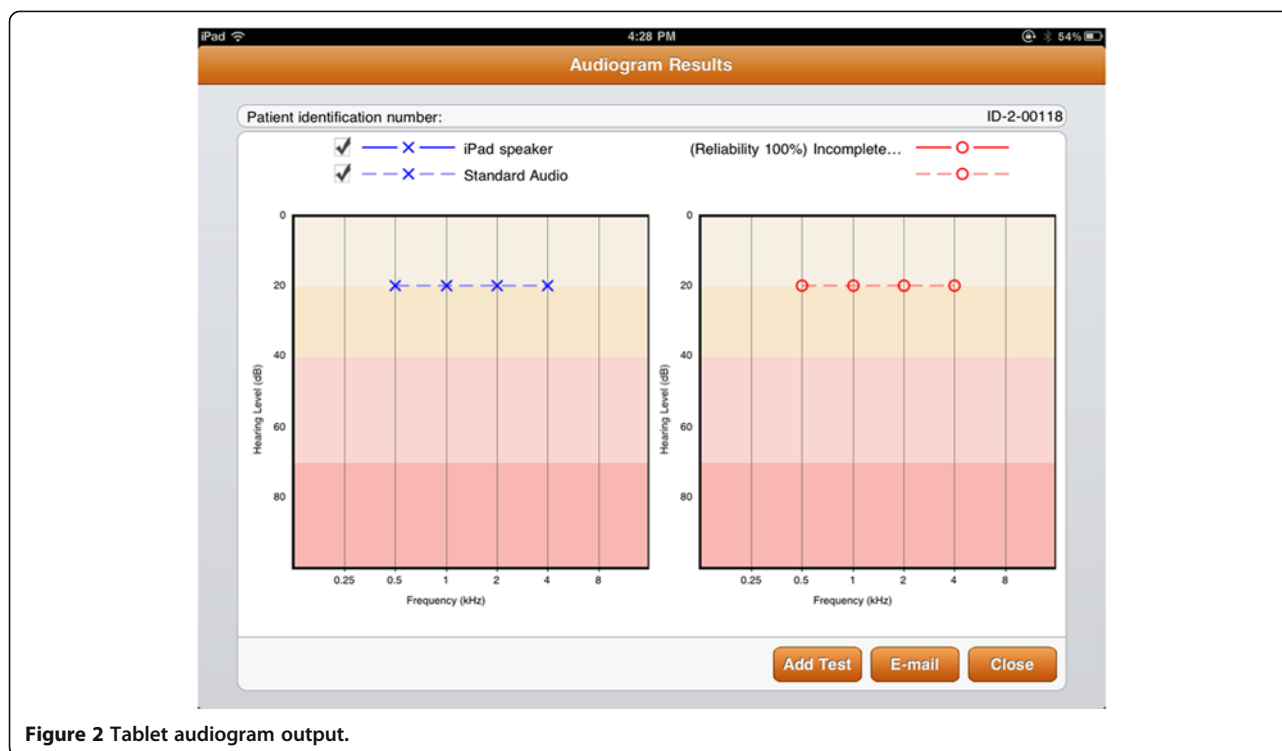 iPad 4:28 PM 54%
Audiogram Results
Patient identification number: ID-2-00118
iPad speaker (Reliability 100%) Incomplete...
Standard Audio
0 0
20 20
40 40
60 60
80 80
Hearing Level (dB) Hearing Level (dB)
0.25 0.5 1 2 4 8 0.25 0.5 1 2 4 8
Frequency (kHz) Frequency (kHz)
Add Test E-mail Close
Figure 2 Tablet audiogram output.